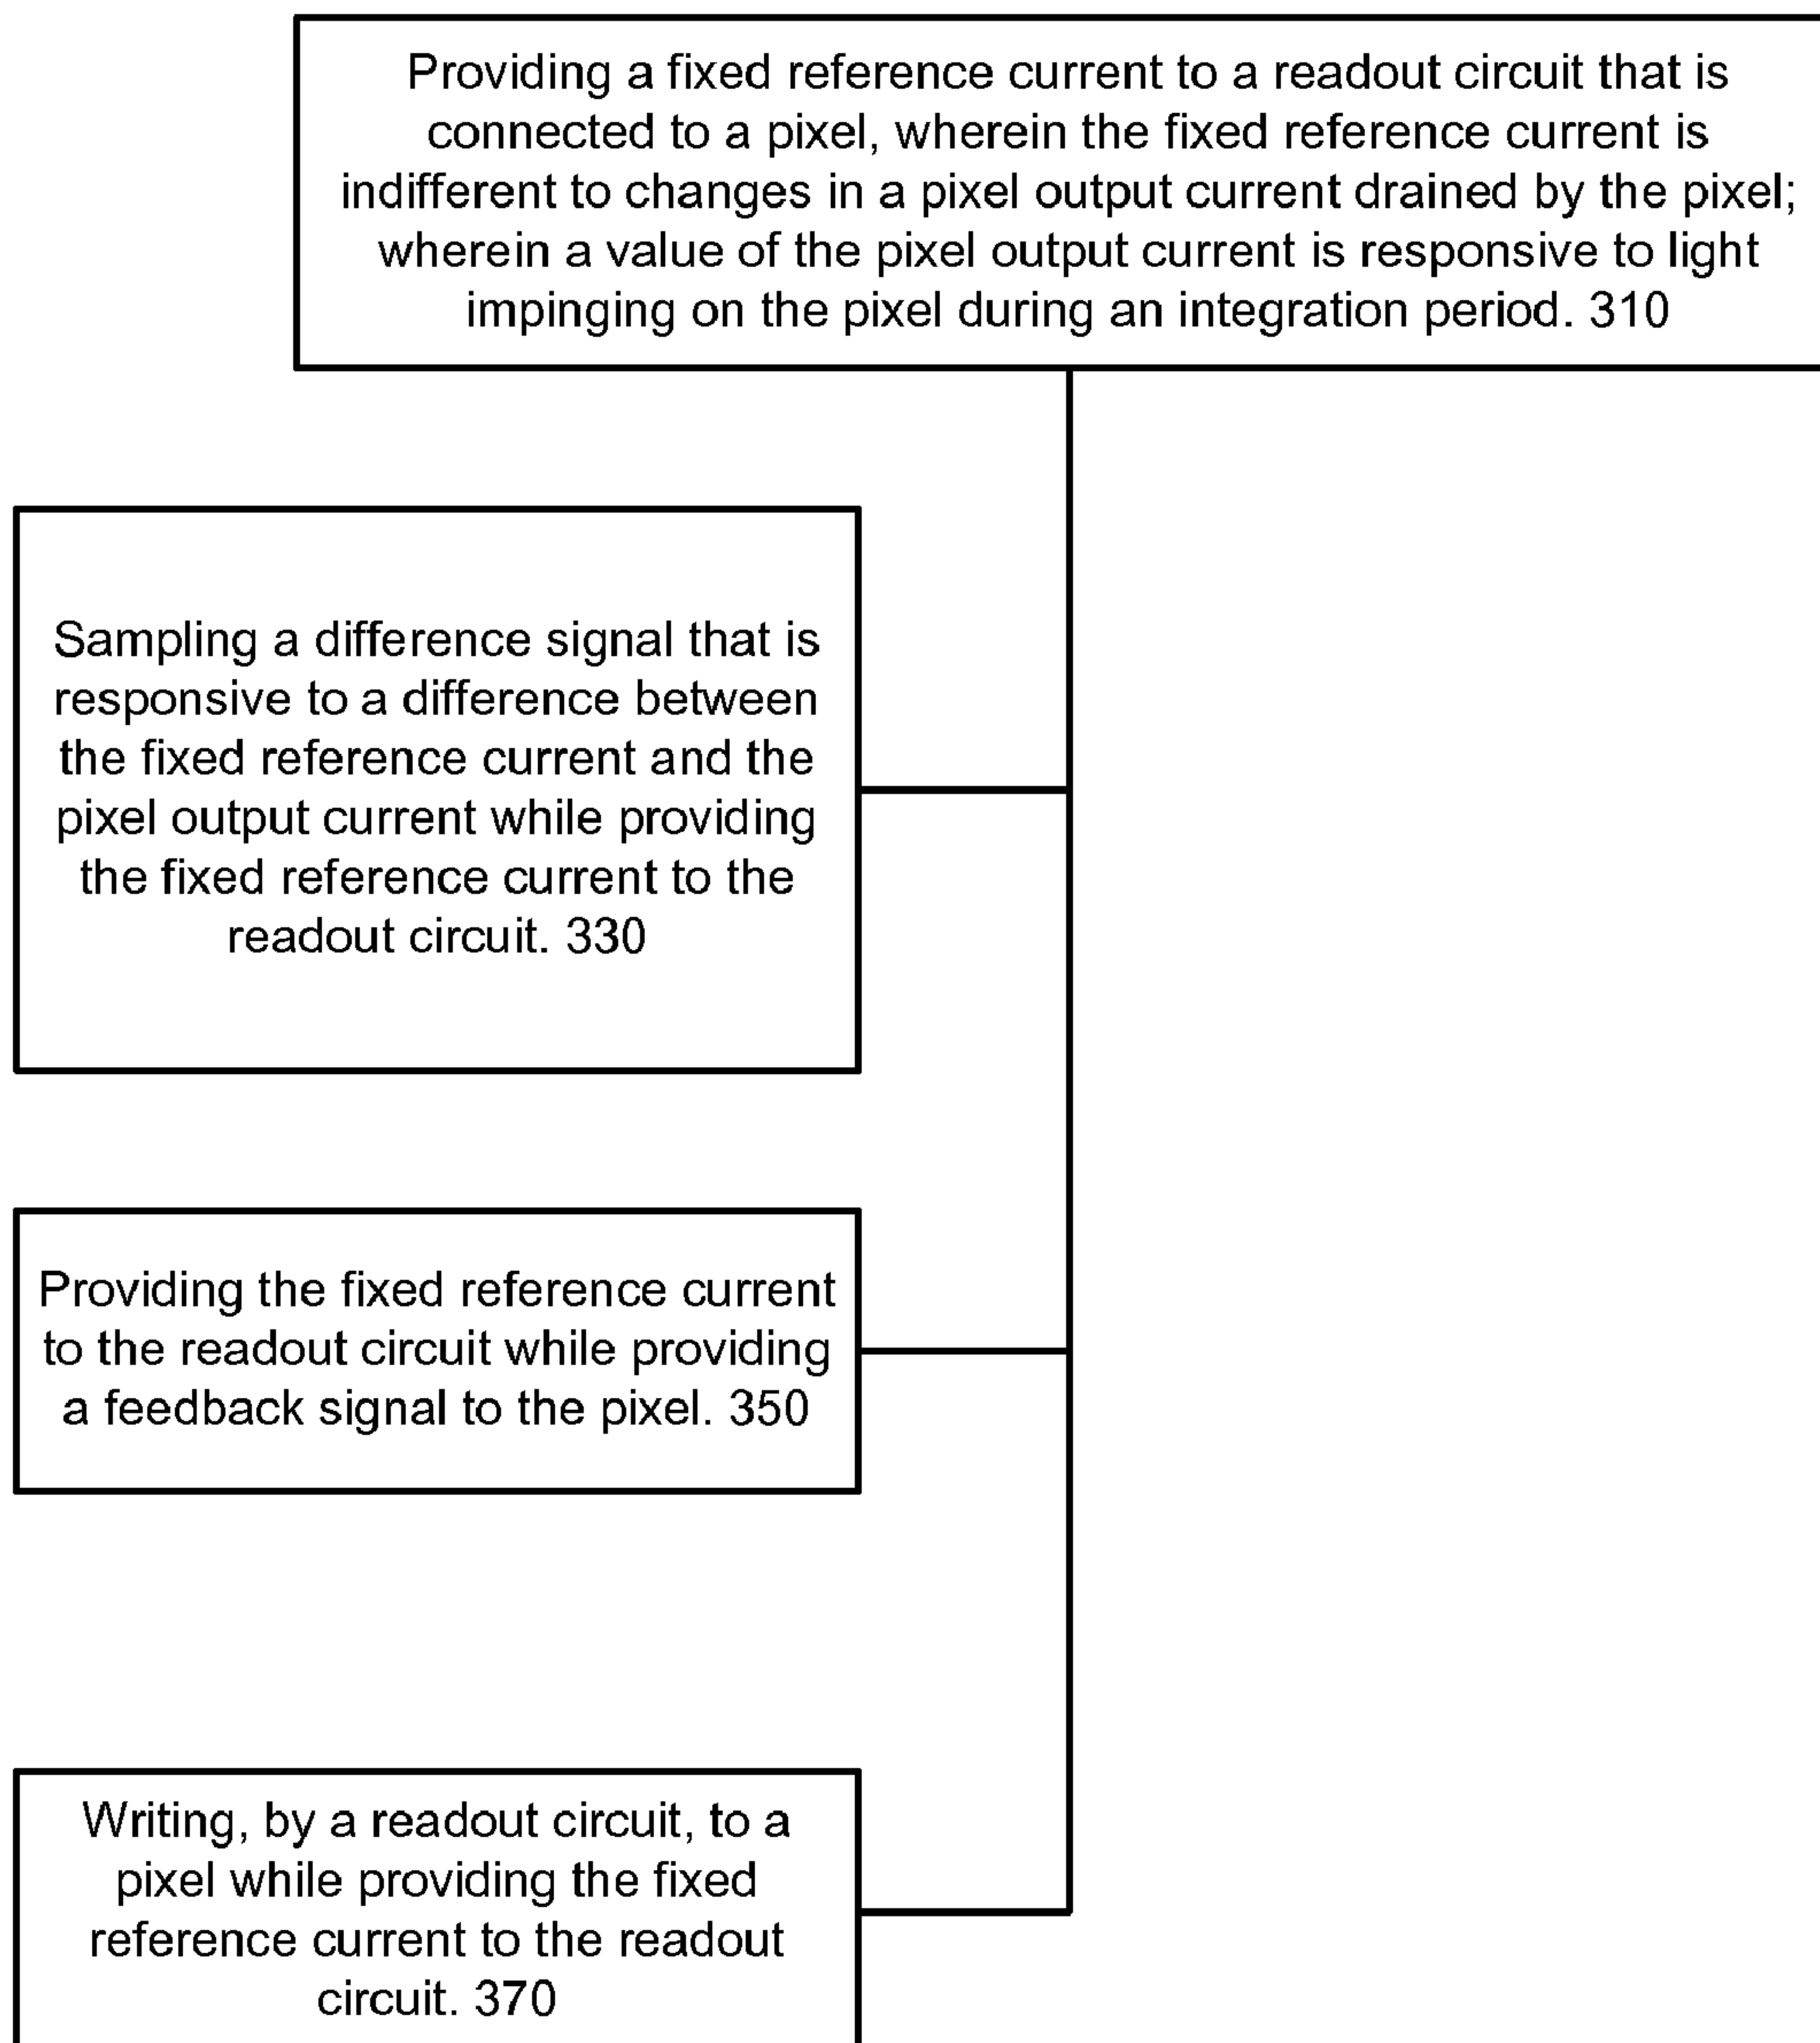 Providing a fixed reference current to a readout circuit that is
connected to a pixel, wherein the fixed reference current is
indifferent to changes in a pixel output current drained by the pixel;
wherein a value of the pixel output current is responsive to light
impinging on the pixel during an integration period. 310
Sampling a difference signal that is
responsive to a difference between
the fixed reference current and the
pixel output current while providing
the fixed reference current to the
readout circuit. 330
Providing the fixed reference current
to the readout circuit while providing
a feedback signal to the pixel. 350
Writing, by a readout circuit, to a
pixel while providing the fixed
reference current to the readout
circuit. 370